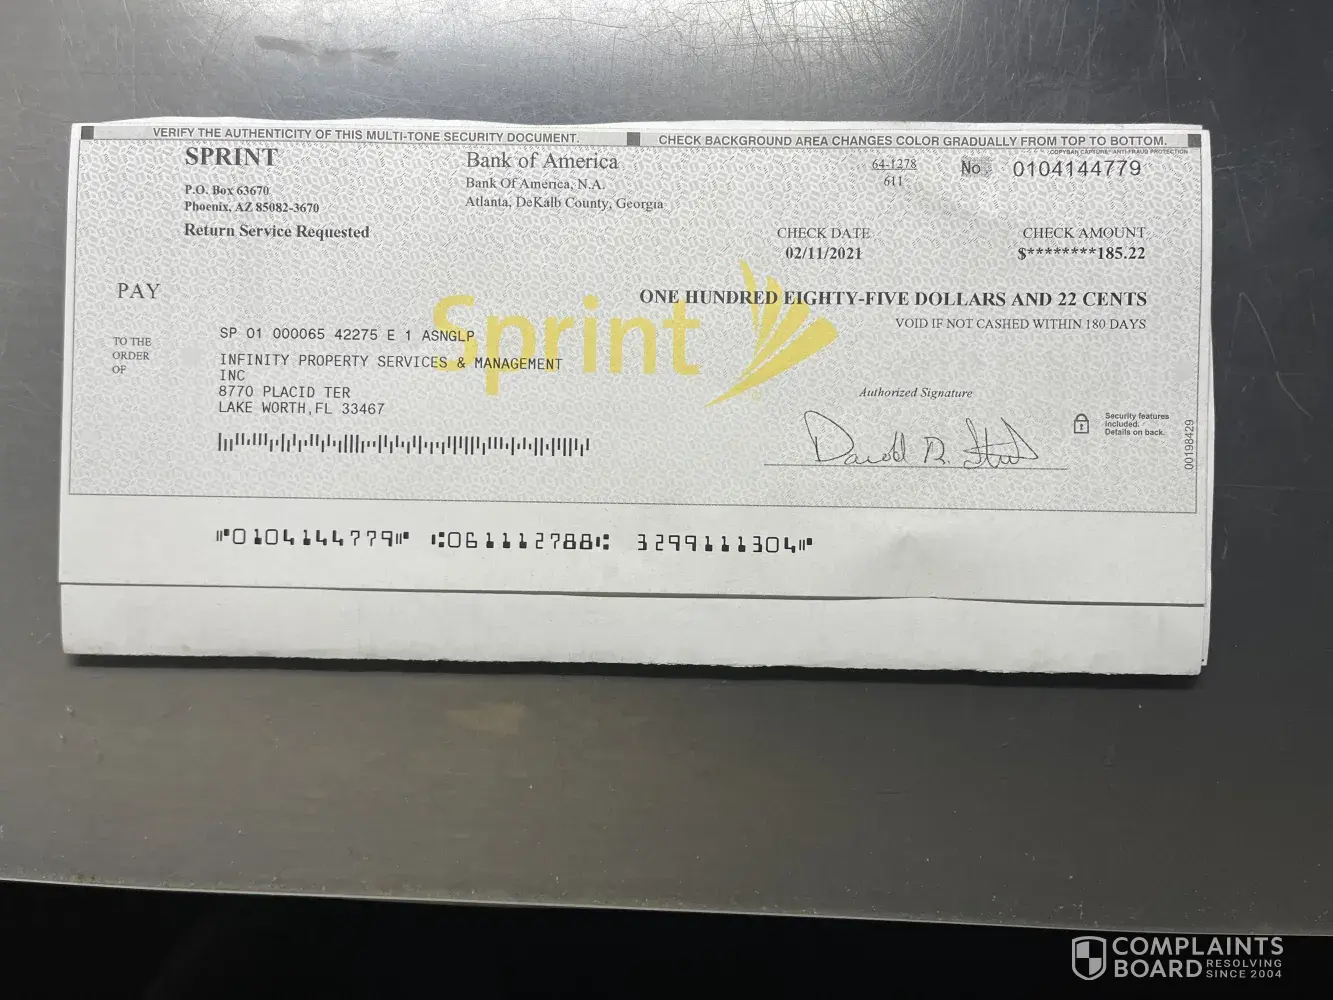 VERIFY THE AUTHENTICITY OF THIS MULTI-TONE SECURITY DOCUMENT. CHECK BACKGROUND AREA CHANGES COLOR GRADUALLY FROM TOP TO BOTTOM.
COPYBAN CAPTURE® ANTI-FRAUD PROTECTION
SPRINT
P.O. Box 63670
Phoenix, AZ 85082-3670
Return Service Requested
Bank of America
Bank Of America, N.A.
Atlanta, DeKalb County, Georgia
64-1278
611
No. 0104144779
CHECK DATE
02/11/2021
CHECK AMOUNT
$********185.22
PAY
ONE HUNDRED EIGHTY-FIVE DOLLARS AND 22 CENTS
VOID IF NOT CASHED WITHIN 180 DAYS
Sprint
TO THE
ORDER
OF
SP 01 000065 42275 E 1 ASNGLP
INFINITY PROPERTY SERVICES & MANAGEMENT
INC
8770 PLACID TER
LAKE WORTH,FL 33467
Authorized Signature
Security features
included.
Details on back.
00198429
⑈0104144779⑈ ⑆061112788⑆ 3299111304⑈
COMPLAINTS
BOARD RESOLVING
SINCE 2004